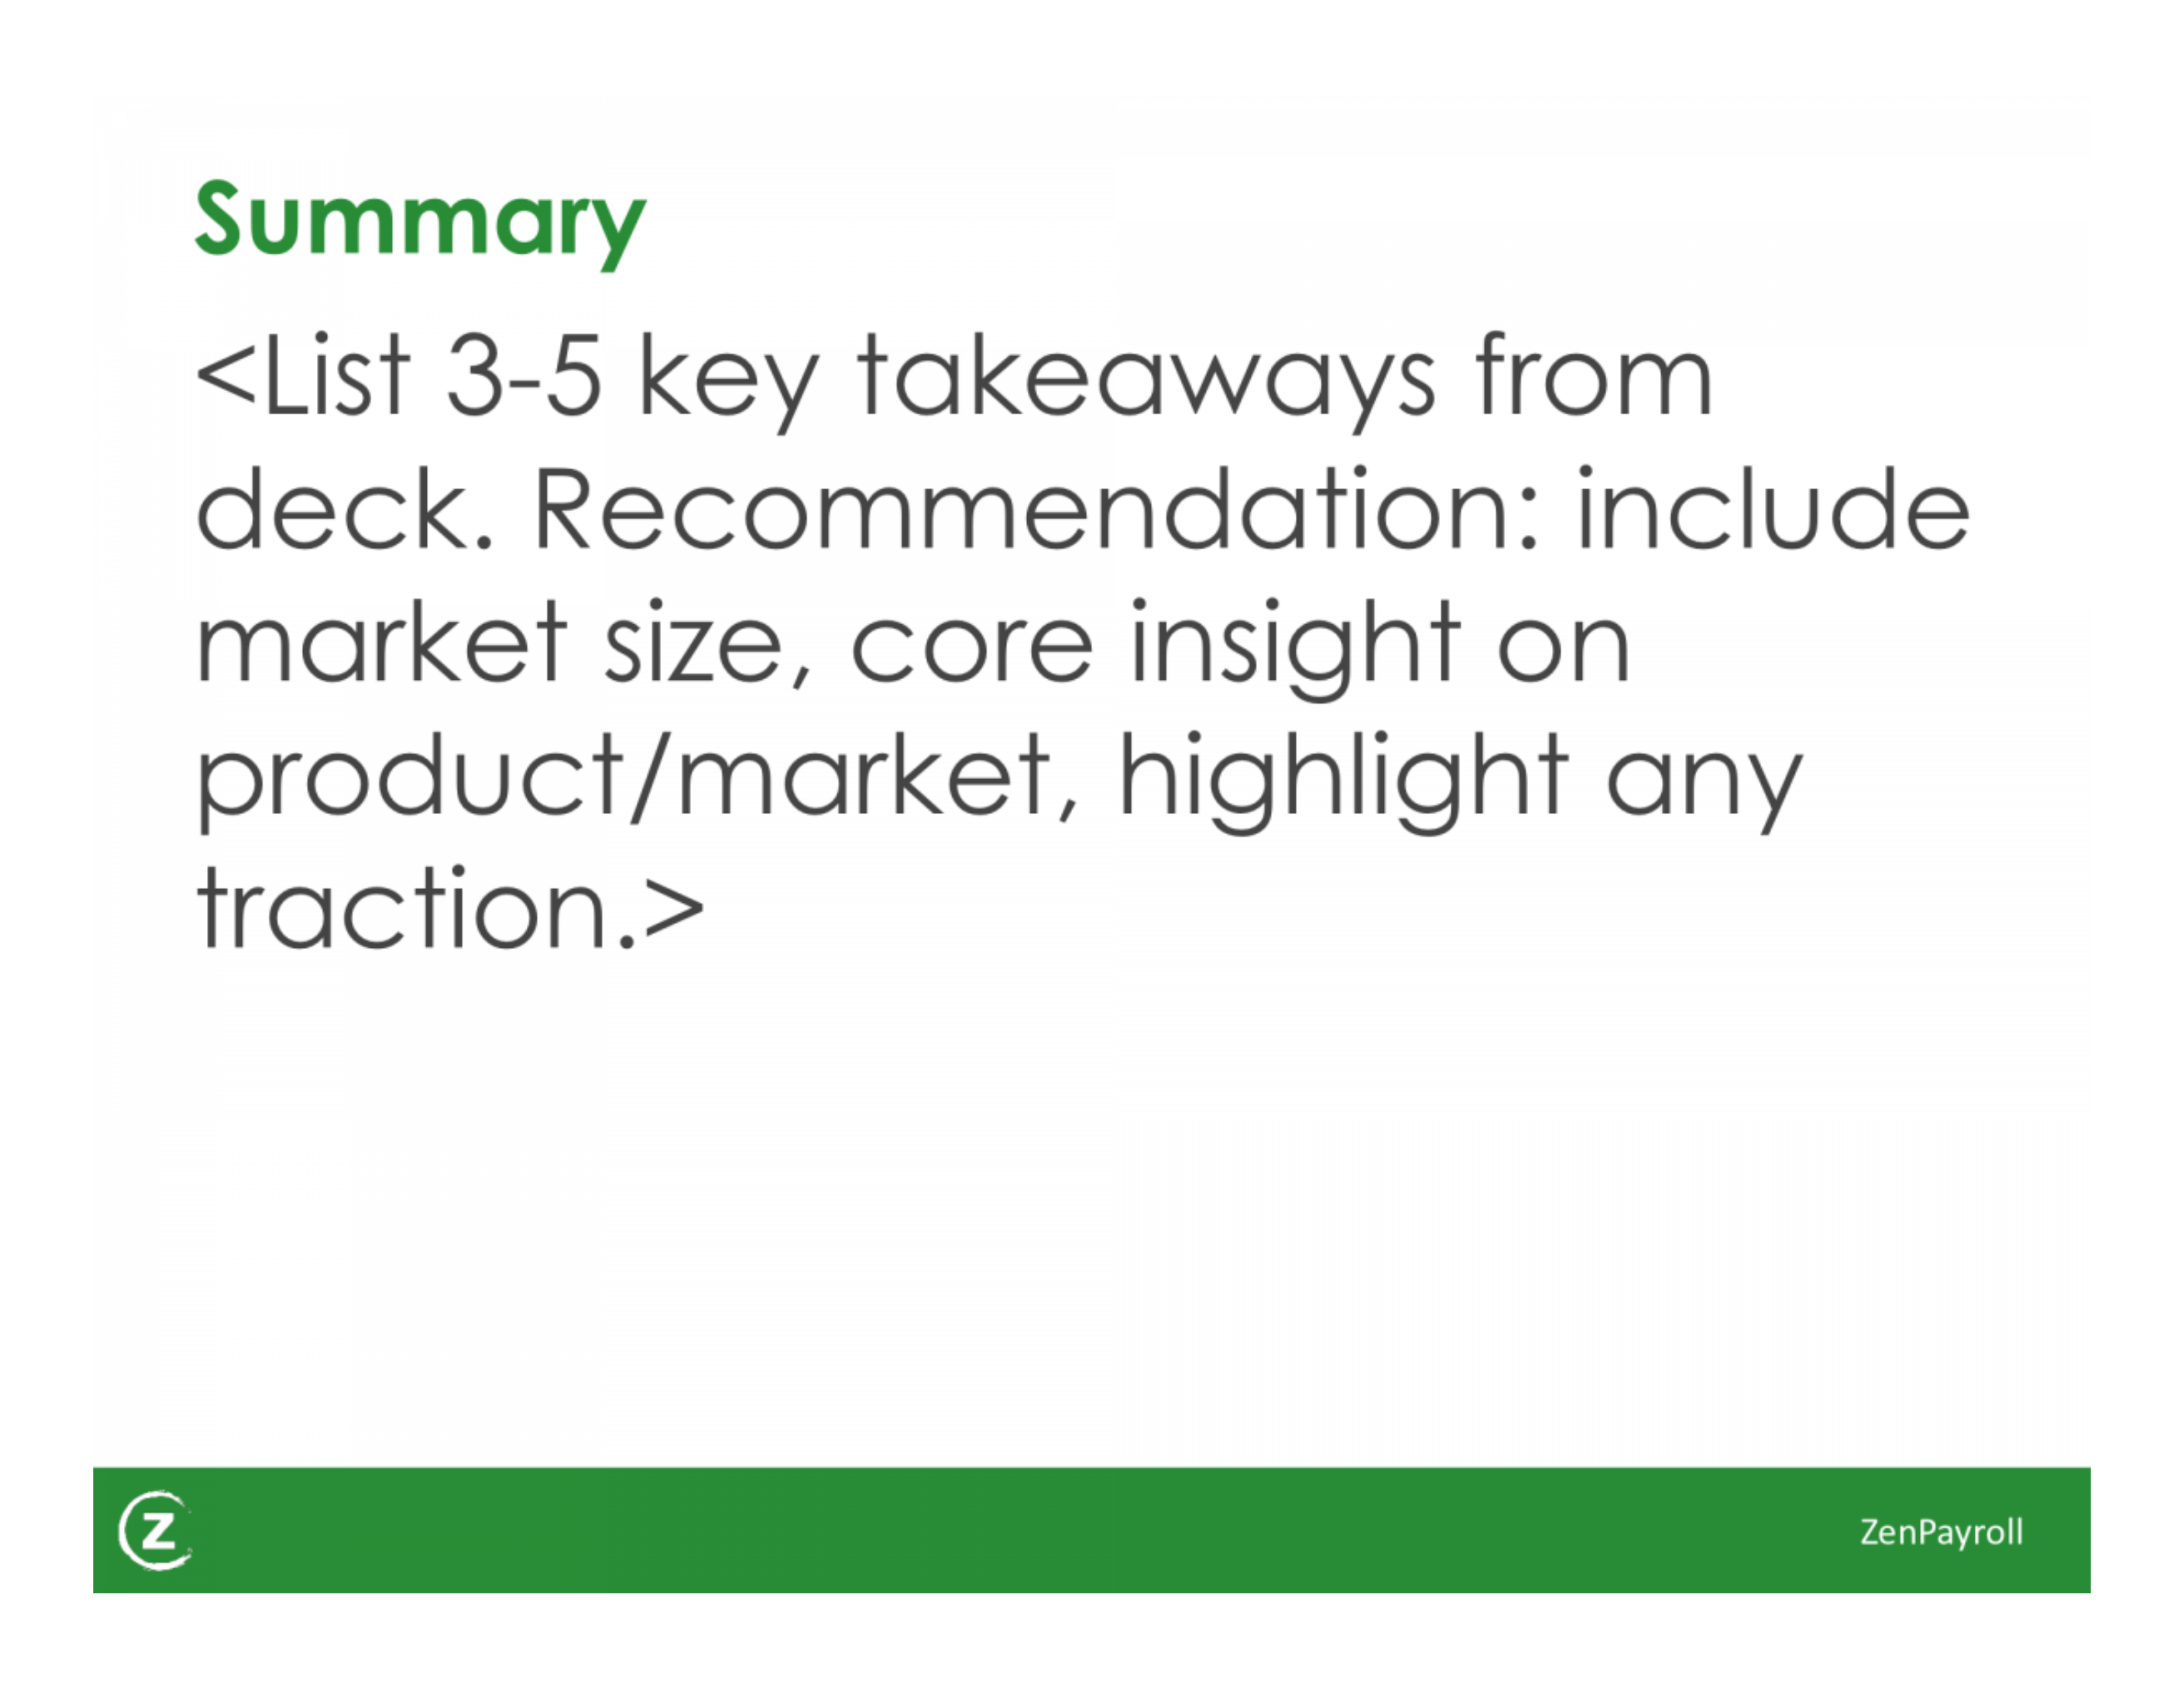 Summary
<List 3-5 key takeaways from
deck. Recommendation: include
market size, core insight on
product/market, highlight any
traction.>
Z
ZenPayroll